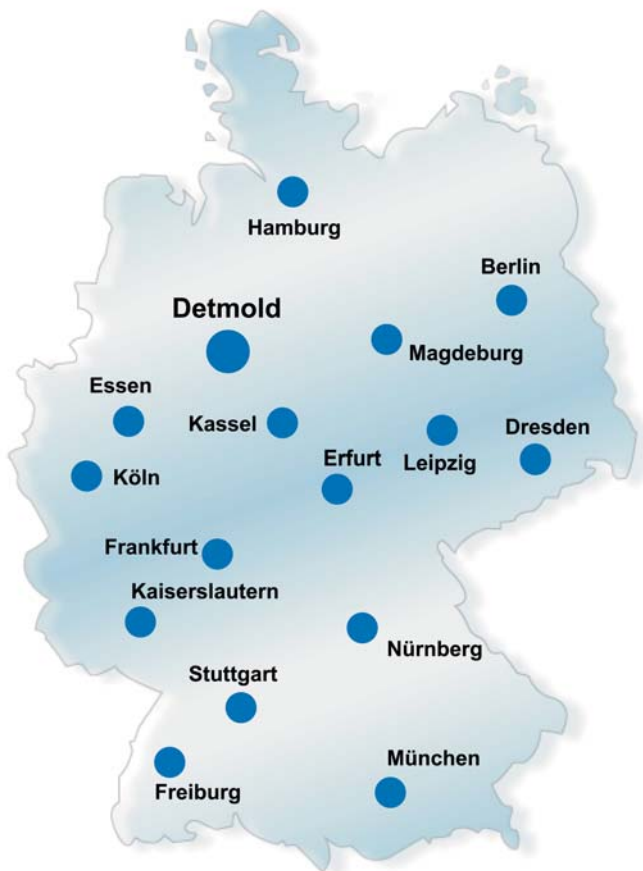 Hamburg
Berlin
Detmold
Magdeburg
Essen
Kassel
Dresden
Erfurt
Leipzig
Köln
Frankfurt
Kaiserslautern
Nürnberg
Stuttgart
München
Freiburg